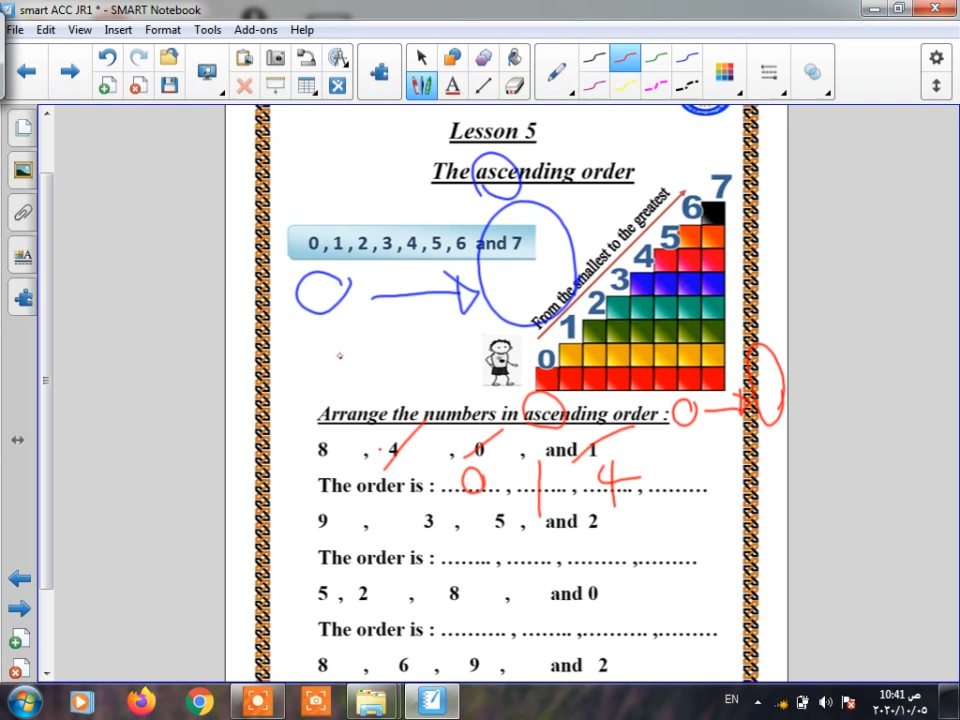 smart ACC JR1 * - SMART Notebook
File Edit View Insert Format Tools Add-ons Help
Lesson 5
The ascending order
0 , 1 , 2 , 3 , 4 , 5 , 6 and 7
From the smallest to the greatest
0 1 2 3 4 5 6 7
Arrange the numbers in ascending order :
8 , 4 , 0 , and 1
0 1 4
The order is : ……… , …….. , …….. , ………
9 , 3 , 5 , and 2
The order is : …….. , ……. , ……… ,………
5 , 2 , 8 , and 0
The order is : ………. , …….. ,………. ,………
8 , 6 , 9 , and 2
EN
10:41 ص
٢٠٢٠/١٠/٠٥